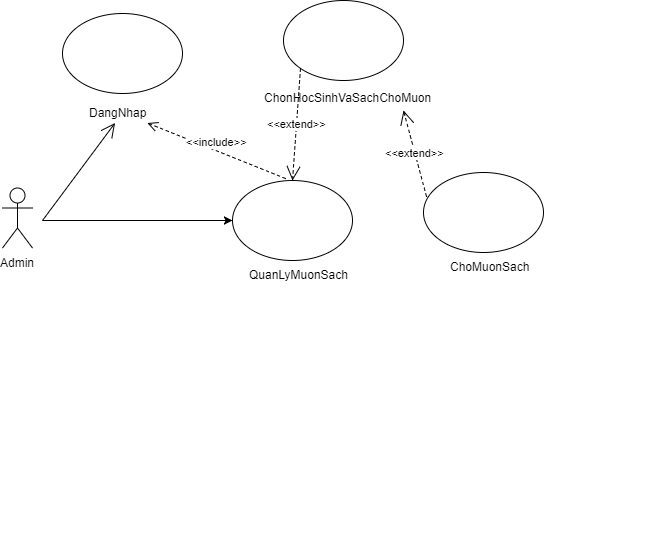 ChonHocSinhVaSachChoMuon
DangNhap
<<extend>>
<<include>>
<<extend>>
Admin
QuanLyMuonSach
ChoMuonSach